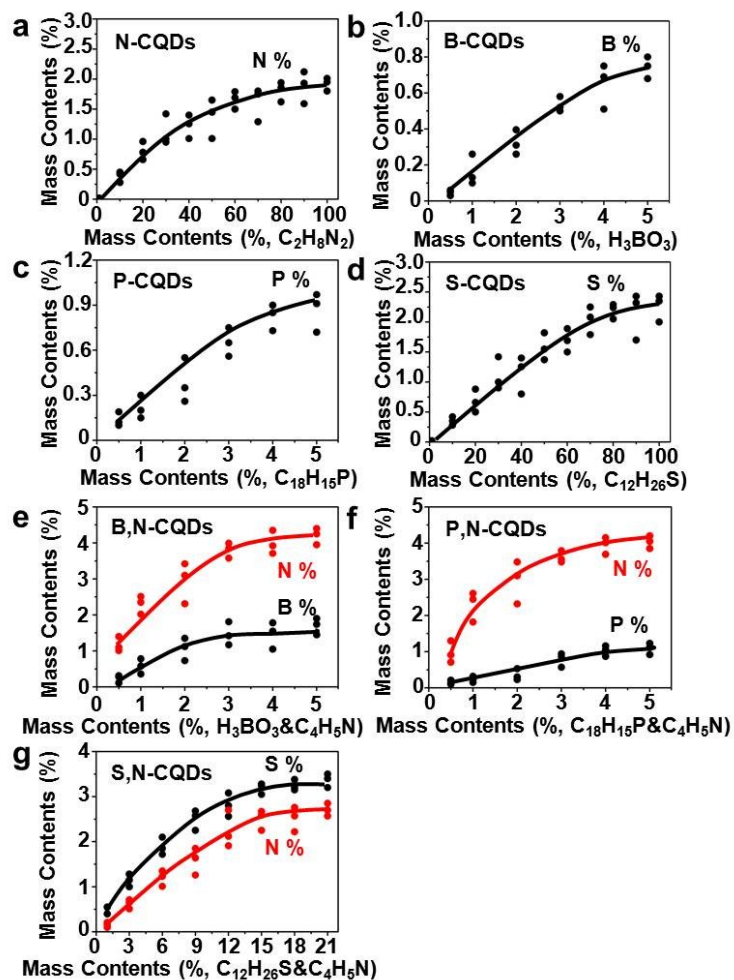 a
N-CQDs
N %
Mass Contents (%)
2.0
1.5
1.0
0.5
0.0
0 20 40 60 80 100
Mass Contents (%, C₂H₈N₂)
b
B-CQDs
B %
Mass Contents (%)
0.8
0.6
0.4
0.2
0
0 1 2 3 4 5
Mass Contents (%, H₃BO₃)
c
P-CQDs
P %
Mass Contents (%)
1.2
0.9
0.6
0.3
0
0 1 2 3 4 5
Mass Contents (%, C₁₈H₁₅P)
d
S-CQDs
S %
Mass Contents (%)
2.5
2.0
1.5
1.0
0.5
0.0
0 20 40 60 80 100
Mass Contents (%, C₁₂H₂₆S)
e
B,N-CQDs
N %
B %
Mass Contents (%)
5
4
3
2
1
0
0 1 2 3 4 5
Mass Contents (%, H₃BO₃&C₄H₅N)
f
P,N-CQDs
N %
P %
Mass Contents (%)
5
4
3
2
1
0
0 1 2 3 4 5
Mass Contents (%, C₁₈H₁₅P&C₄H₅N)
g
S,N-CQDs
S %
N %
Mass Contents (%)
4
3
2
1
0
0 3 6 9 12 15 18 21
Mass Contents (%, C₁₂H₂₆S&C₄H₅N)